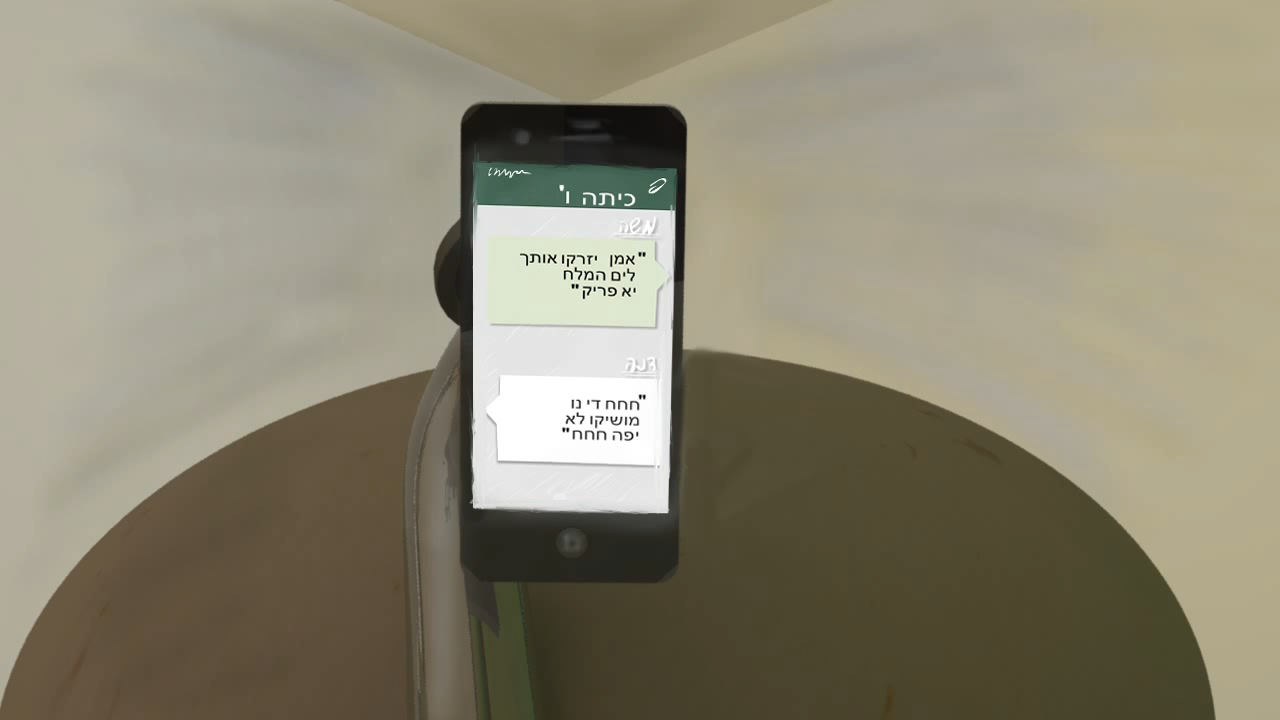 כיתה ו'
משה
"אמן יזרקו אותך
לים המלח
יא פריק"
דנה
"חחח די נו
מושיקו לא
יפה חחח"